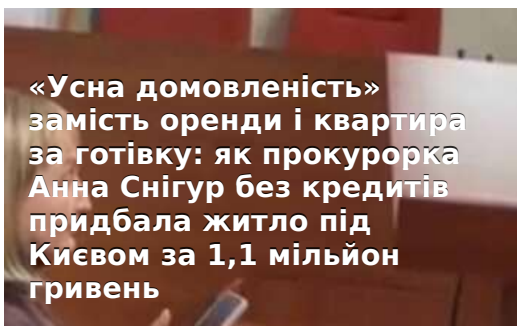 «Усна домовленість»
замість оренди і квартира
за готівку: як прокурорка
Анна Снігур без кредитів
придбала житло під
Києвом за 1,1 мільйон
гривень